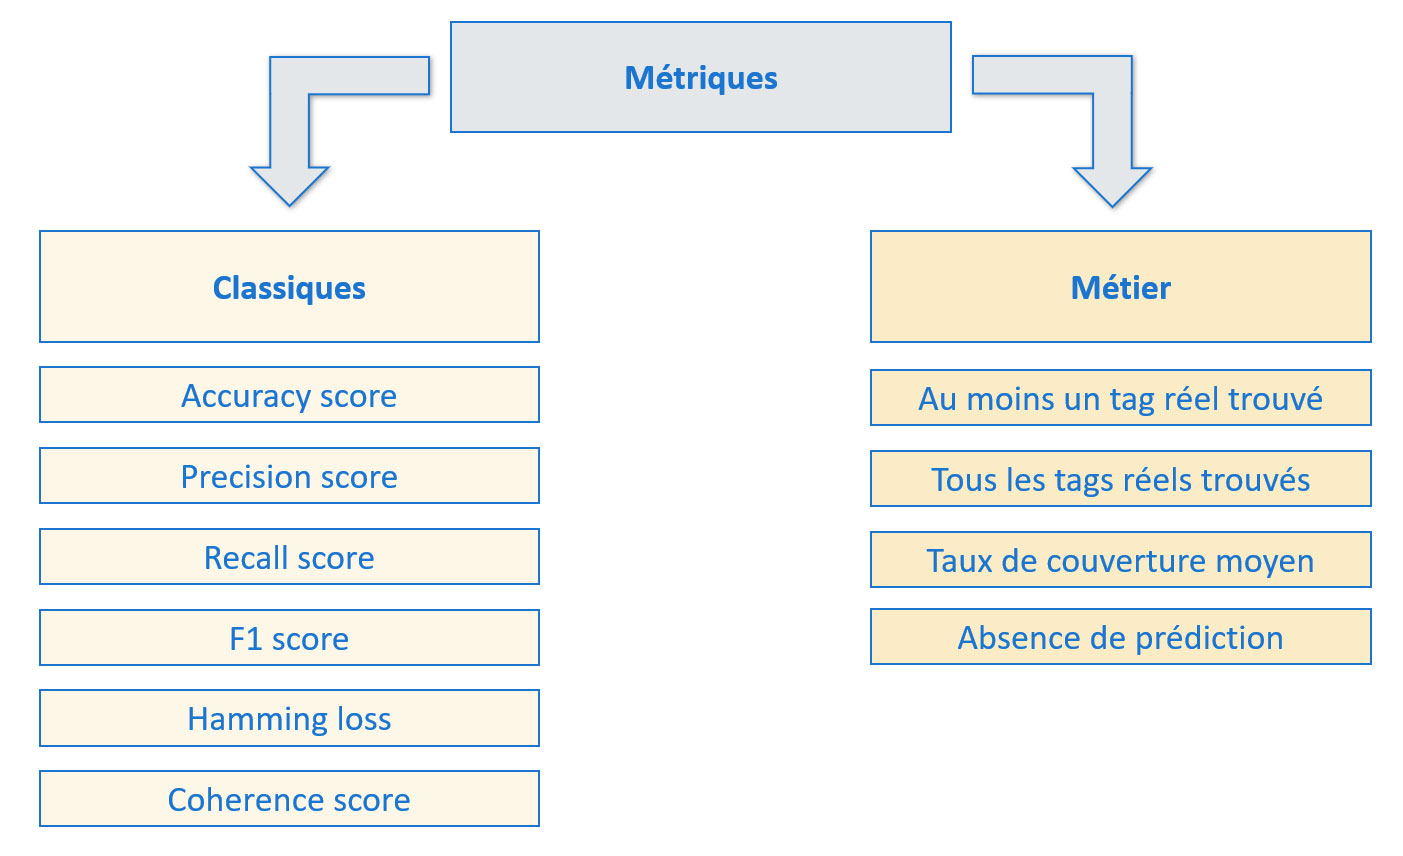 Métriques
Classiques
Accuracy score
Precision score
Recall score
F1 score
Hamming loss
Coherence score
Métier
Au moins un tag réel trouvé
Tous les tags réels trouvés
Taux de couverture moyen
Absence de prédiction